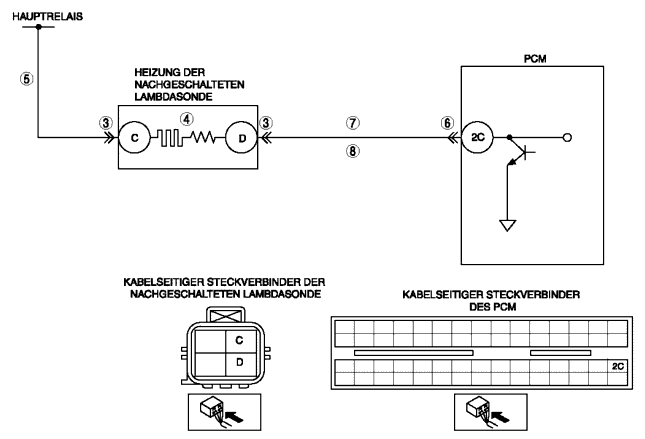 HAUPTRELAIS
PCM
HEIZUNG DER
NACHGESCHALTETEN
LAMBDASONDE
5
3
4
3
7
6
C
D
2C
8
KABELSEITIGER STECKVERBINDER DER
NACHGESCHALTETEN LAMBDASONDE
KABELSEITIGER STECKVERBINDER
DES PCM
C
D
2C